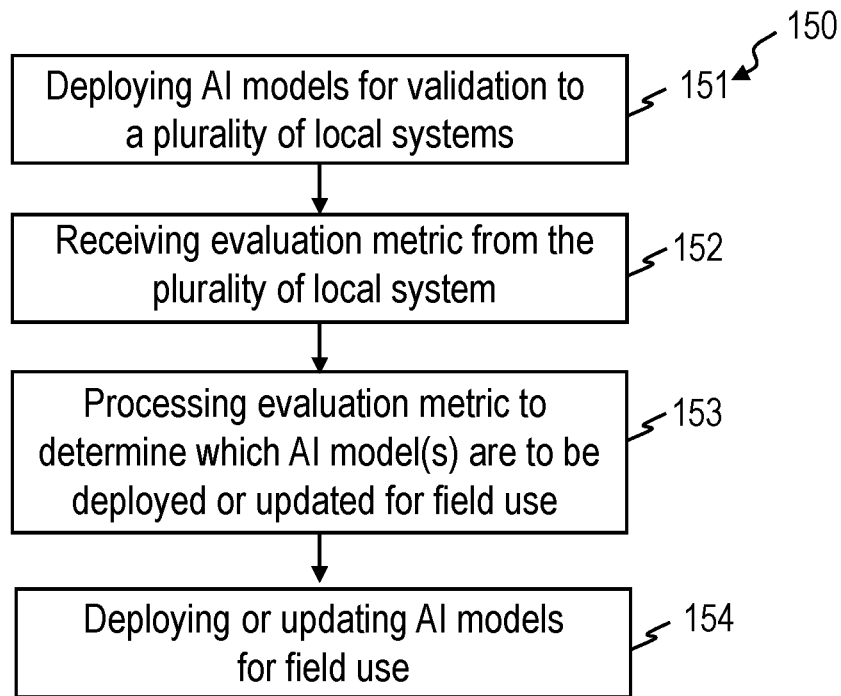 150
Deploying AI models for validation to
a plurality of local systems
151
Receiving evaluation metric from the
plurality of local system
152
Processing evaluation metric to
determine which AI model(s) are to be
deployed or updated for field use
153
Deploying or updating AI models
for field use
154